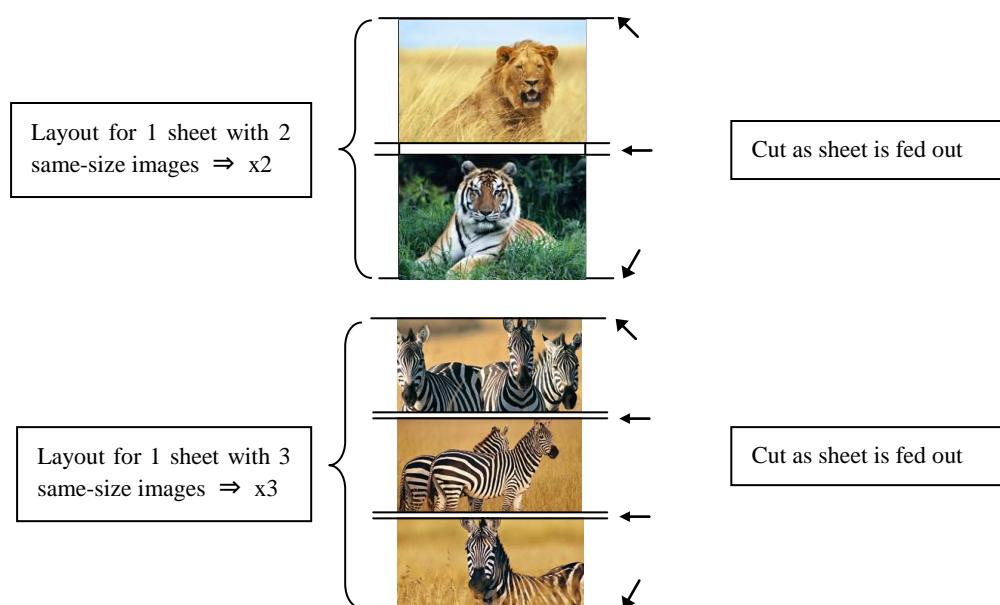 Layout for 1 sheet with 2
same-size images ⇒ x2
Cut as sheet is fed out
Layout for 1 sheet with 3
same-size images ⇒ x3
Cut as sheet is fed out